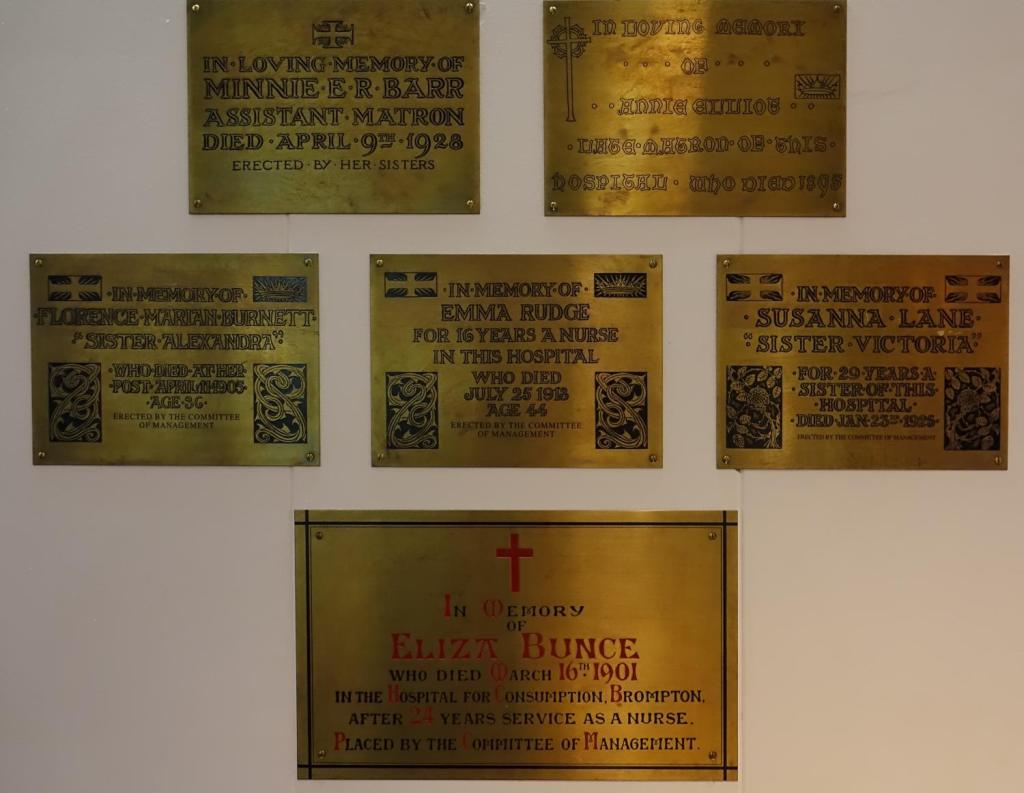 IN·LOVING·MEMORY·OF
MINNIE·E·R·BARR
ASSISTANT·MATRON
DIED·APRIL·9TH·1928
ERECTED·BY·HER·SISTERS
IN LOVING MEMORY
· · · OF · · ·
· · ANNIE ELLIOT · ·
· LATE·MATRON·OF·THIS·
HOSPITAL · WHO DIED 1895
·IN·MEMORY·OF·
·FLORENCE·MARIAN·BURNETT·
·"SISTER·ALEXANDRA"·
·WHO·DIED·AT·HER·
·POST·APRIL·11·1905·
·AGE·36·
ERECTED BY THE COMMITTEE
OF MANAGEMENT
·IN·MEMORY·OF·
EMMA RUDGE
FOR 16 YEARS A NURSE
IN THIS HOSPITAL
WHO DIED
JULY 25 1913
AGE 44
ERECTED BY THE COMMITTEE
OF MANAGEMENT
·IN·MEMORY·OF·
·SUSANNA·LANE·
·"SISTER·VICTORIA"·
·FOR·29·YEARS·A·
·SISTER·OF·THIS·
·HOSPITAL·
·DIED·JAN·23RD·1925·
ERECTED BY THE COMMITTEE OF MANAGEMENT
IN MEMORY
OF
ELIZA BUNCE
WHO DIED MARCH 16TH 1901
IN THE HOSPITAL FOR CONSUMPTION, BROMPTON,
AFTER 24 YEARS SERVICE AS A NURSE.
PLACED BY THE COMMITTEE OF MANAGEMENT.